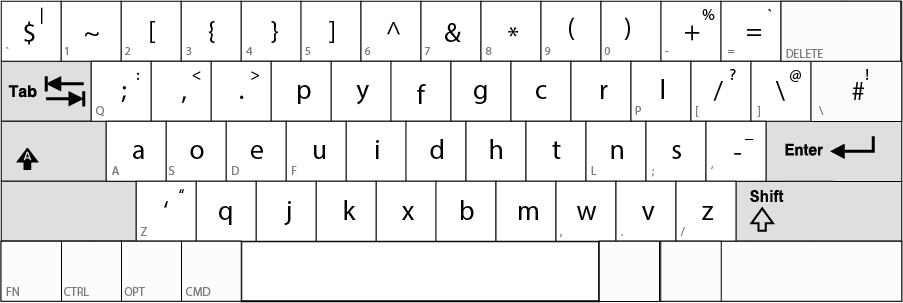 ` $ | 1 ~ 2 [ 3 { 4 } 5 ] 6 ^ 7 & 8 * 9 ( 0 ) - + % = = ` DELETE
Tab Q ; : , < . > p y f g c r P l [ / ? ] \ @ \ # !
A A a S o D e F u i d h t L n ; s ' - _ Enter
Z ' " q j k x b m , w . v / z Shift
FN CTRL OPT CMD